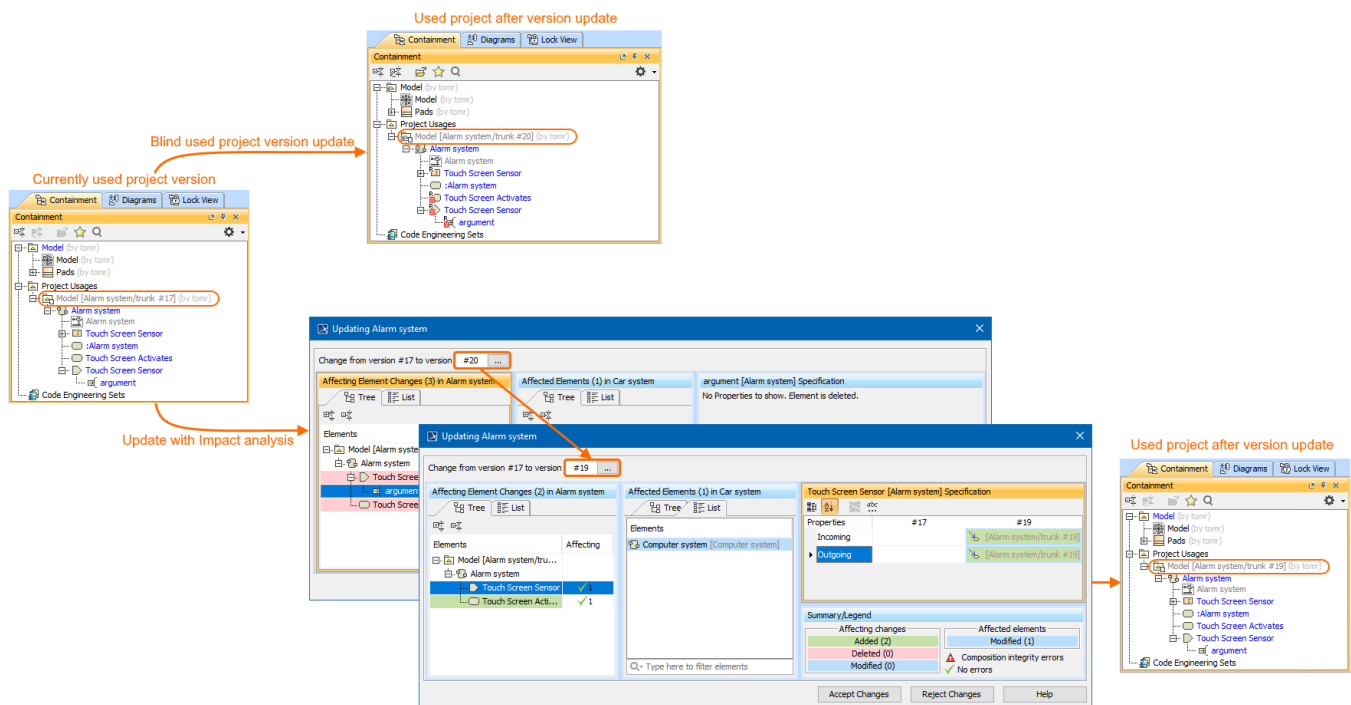 Used project after version update
Containment Diagrams Lock View
Containment
Model (by tomr)
Model (by tomr)
Pads (by tomr)
Project Usages
Model [Alarm system/trunk #20] (by tomr)
Alarm system
Alarm system
Touch Screen Sensor
:Alarm system
Touch Screen Activates
Touch Screen Sensor
argument
Code Engineering Sets
Blind used project version update
Currently used project version
Containment Diagrams Lock View
Containment
Model (by tomr)
Model (by tomr)
Pads (by tomr)
Project Usages
Model [Alarm system/trunk #17] (by tomr)
Alarm system
Alarm system
Touch Screen Sensor
:Alarm system
Touch Screen Activates
Touch Screen Sensor
argument
Code Engineering Sets
Update with Impact analysis
Updating Alarm system
Change from version #17 to version #20 ...
Affecting Element Changes (3) in Alarm system
Tree List
Elements
Model [Alarm syste
Alarm system
Touch Scree
argumen
Touch Scree
Affected Elements (1) in Car system
Tree List
argument [Alarm system] Specification
No Properties to show. Element is deleted.
Updating Alarm system
Change from version #17 to version #19 ...
Affecting Element Changes (2) in Alarm system
Tree List
Elements Affecting
Model [Alarm system/tru...
Alarm system
Touch Screen Sensor 1
Touch Screen Acti... 1
Affected Elements (1) in Car system
Tree List
Elements
Computer system [Computer system]
Type here to filter elements
Touch Screen Sensor [Alarm system] Specification
Properties #17 #19
Incoming [Alarm system/trunk #19]
Outgoing [Alarm system/trunk #19]
Summary/Legend
Affecting changes
Added (2)
Deleted (0)
Modified (0)
Affected elements
Modified (1)
Composition integrity errors
No errors
Accept Changes Reject Changes Help
Used project after version update
Containment Diagrams Lock View
Containment
Model (by tomr)
Model (by tomr)
Pads (by tomr)
Project Usages
Model [Alarm system/trunk #19] (by tomr)
Alarm system
Alarm system
Touch Screen Sensor
:Alarm system
Touch Screen Activates
Touch Screen Sensor
argument
Code Engineering Sets